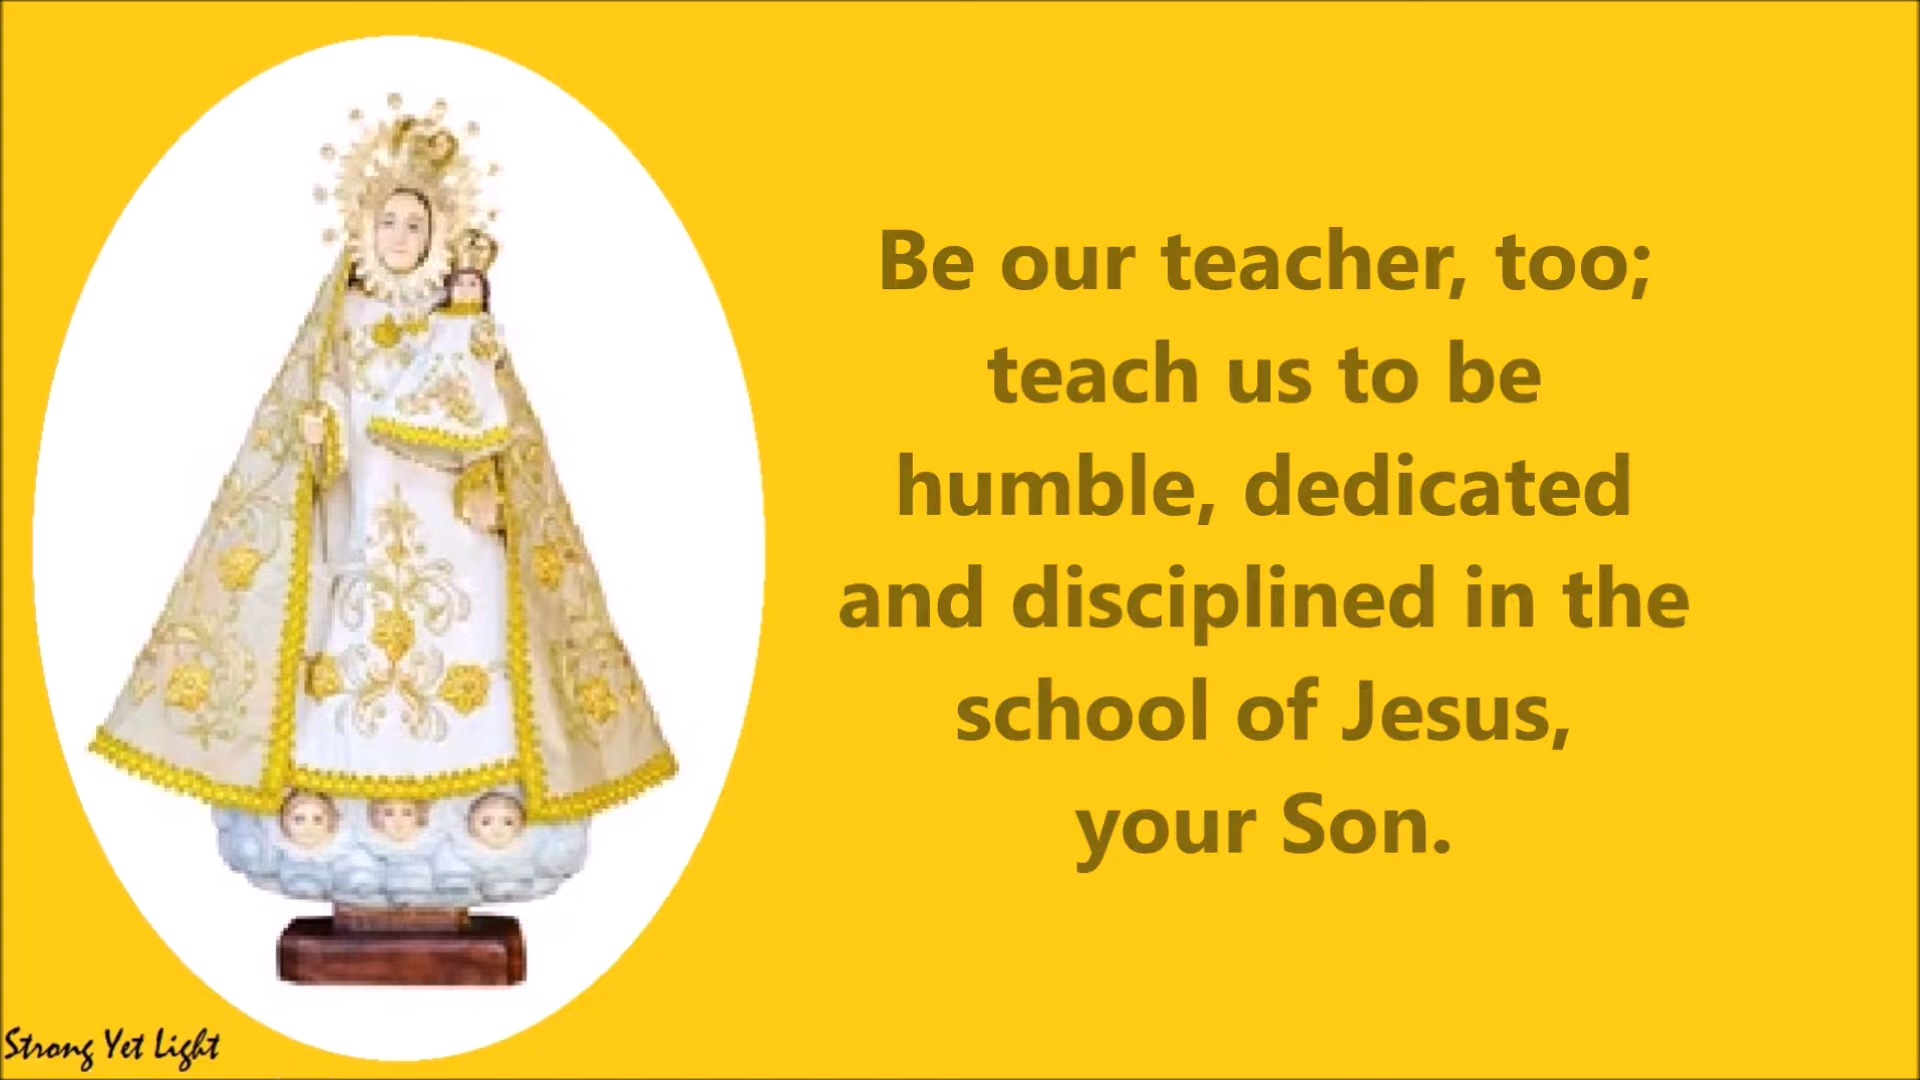 Be our teacher, too;
teach us to be
humble, dedicated
and disciplined in the
school of Jesus,
your Son.
Strong Yet Light